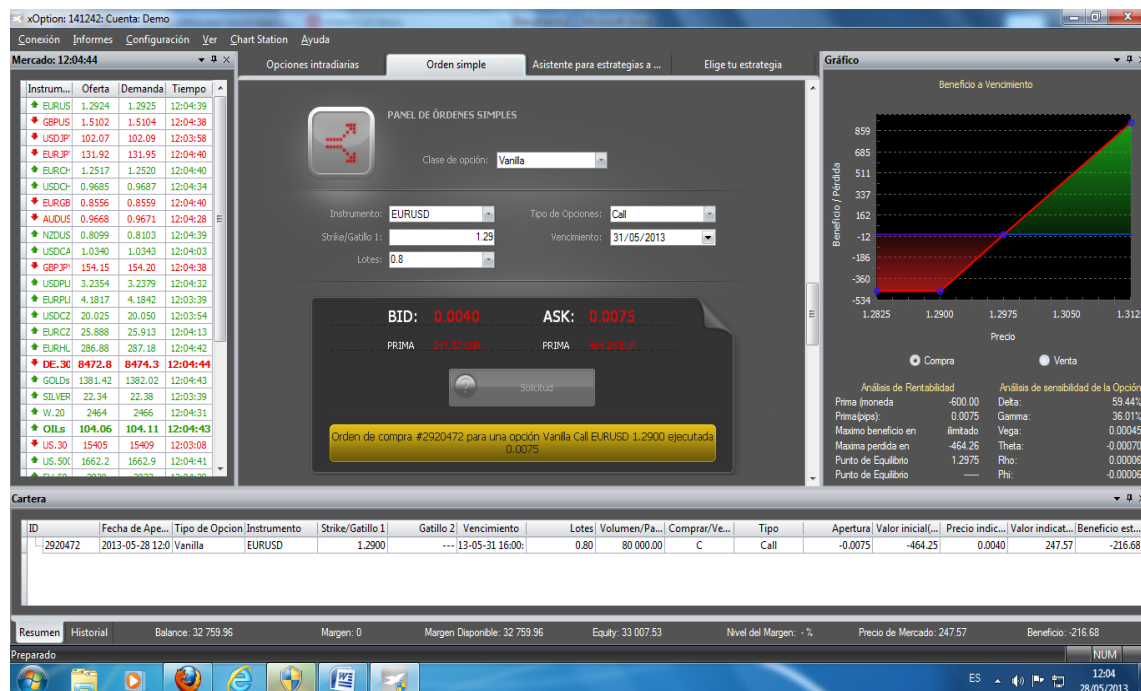 xOption: 141242: Cuenta: Demo
Conexión Informes Configuración Ver Chart Station Ayuda
Mercado: 12:04:44
Opciones intradiarias Orden simple Asistente para estrategias a ... Elige tu estrategia
Gráfico
Instrum... Oferta Demanda Tiempo
EURUS 1.2924 1.2925 12:04:39
GBPUS 1.5102 1.5104 12:04:38
USDJP 102.07 102.09 12:03:58
EURJP 131.92 131.95 12:04:40
EURCH 1.2517 1.2520 12:04:40
USDCH 0.9685 0.9687 12:04:34
EURGB 0.8556 0.8559 12:04:40
AUDUS 0.9668 0.9671 12:04:28
NZDUS 0.8099 0.8103 12:04:39
USDCA 1.0340 1.0343 12:04:03
GBPJP 154.15 154.20 12:04:38
USDPLI 3.2354 3.2379 12:04:32
EURPLI 4.1817 4.1842 12:03:39
USDCZ 20.025 20.050 12:03:54
EURCZ 25.888 25.913 12:04:13
EURHL 286.88 287.18 12:04:42
DE.30 8472.8 8474.3 12:04:44
GOLDs 1381.42 1382.02 12:04:43
SILVER 22.34 22.38 12:03:39
W.20 2464 2466 12:04:31
OILs 104.06 104.11 12:04:43
US.30 15405 15409 12:03:08
US.500 1662.2 1662.9 12:04:41
PANEL DE ÓRDENES SIMPLES
Clase de opción: Vanilla
Instrumento: EURUSD Tipo de Opciones: Call
Strike/Gatillo 1: 1.29 Vencimiento: 31/05/2013
Lotes: 0.8
BID: 0.0040 ASK: 0.0075
PRIMA 247.57 EUR PRIMA 464.25 EUR
? Solicitud
Orden de compra #2920472 para una opción Vanilla Call EURUSD 1.2900 ejecutada
0.0075
Beneficio a Vencimiento
Beneficio / Pérdida
859
685
511
337
162
-12
-186
-360
-534
1.2825 1.2900 1.2975 1.3050 1.312
Precio
Compra Venta
Análisis de Rentabilidad Análisis de sensibilidad de la Opción
Prima (moneda -600.00 Delta: 59.44%
Prima(pips): 0.0075 Gamma: 36.01%
Maximo beneficio en ilimitado Vega: 0.00045
Maxima perdida en -464.26 Theta: -0.00070
Punto de Equilibrio 1.2975 Rho: 0.00006
Punto de Equilibrio ---- Phi: -0.00006
Cartera
ID Fecha de Ape... Tipo de Opcion Instrumento Strike/Gatillo 1 Gatillo 2 Vencimiento Lotes Volumen/Pa... Comprar/Ve... Tipo Apertura Valor inicial(... Precio indic... Valor indicat... Beneficio est...
2920472 2013-05-28 12:0 Vanilla EURUSD 1.2900 --- 13-05-31 16:00: 0.80 80 000.00 C Call -0.0075 -464.25 0.0040 247.57 -216.68
Resumen Historial Balance: 32 759.96 Margen: 0 Margen Disponible: 32 759.96 Equity: 33 007.53 Nivel del Margen: - % Precio de Mercado: 247.57 Beneficio: -216.68
Preparado NUM
ES 12:04
28/05/2013